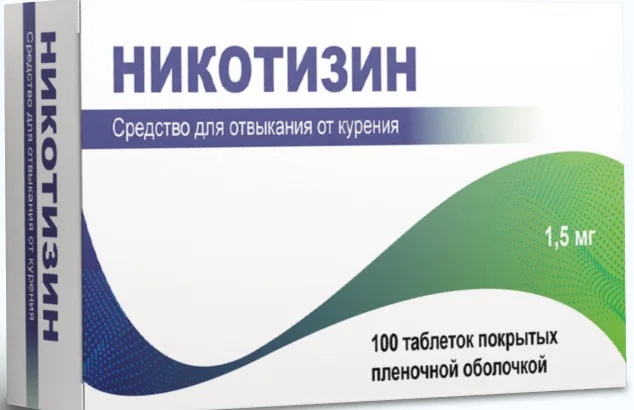 НИКОТИЗИН
Средство для отвыкания от курения
НИКОТИЗИН
Средство для отвыкания от курения
1,5 мг
100 таблеток покрытых
пленочной оболочкой